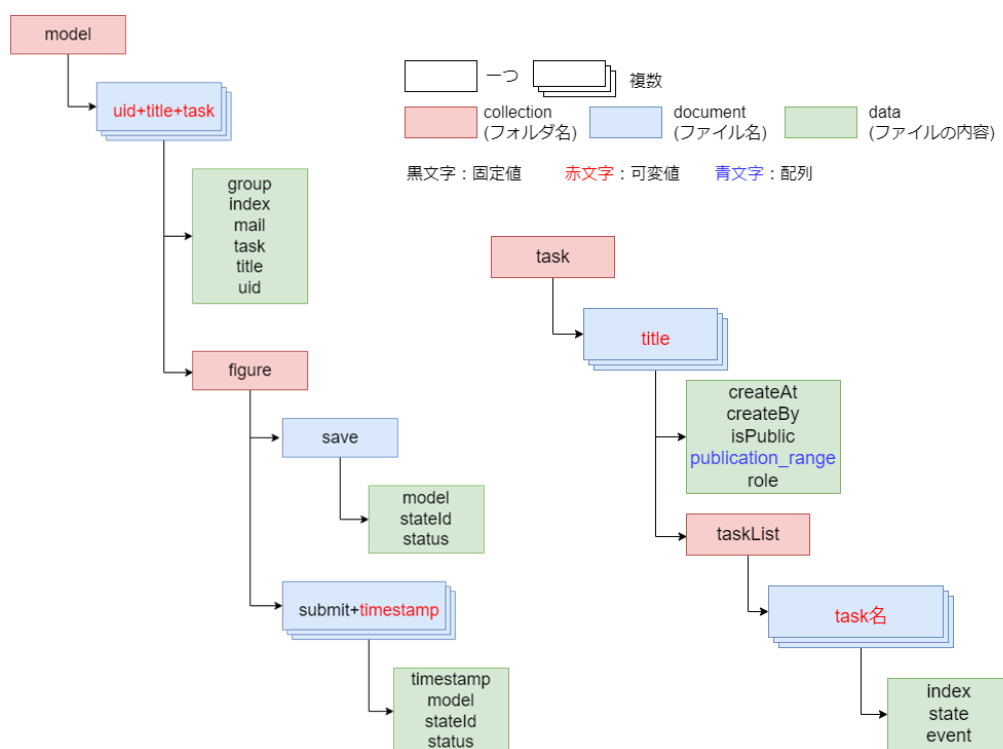 model
uid+title+task
group
index
mail
task
title
uid
figure
save
model
stateId
status
submit+timestamp
timestamp
model
stateId
status
一つ
複数
collection
(フォルダ名)
document
(ファイル名)
data
(ファイルの内容)
黒文字：固定値
赤文字：可変値
青文字：配列
task
title
createAt
createBy
isPublic
publication_range
role
taskList
task名
index
state
event